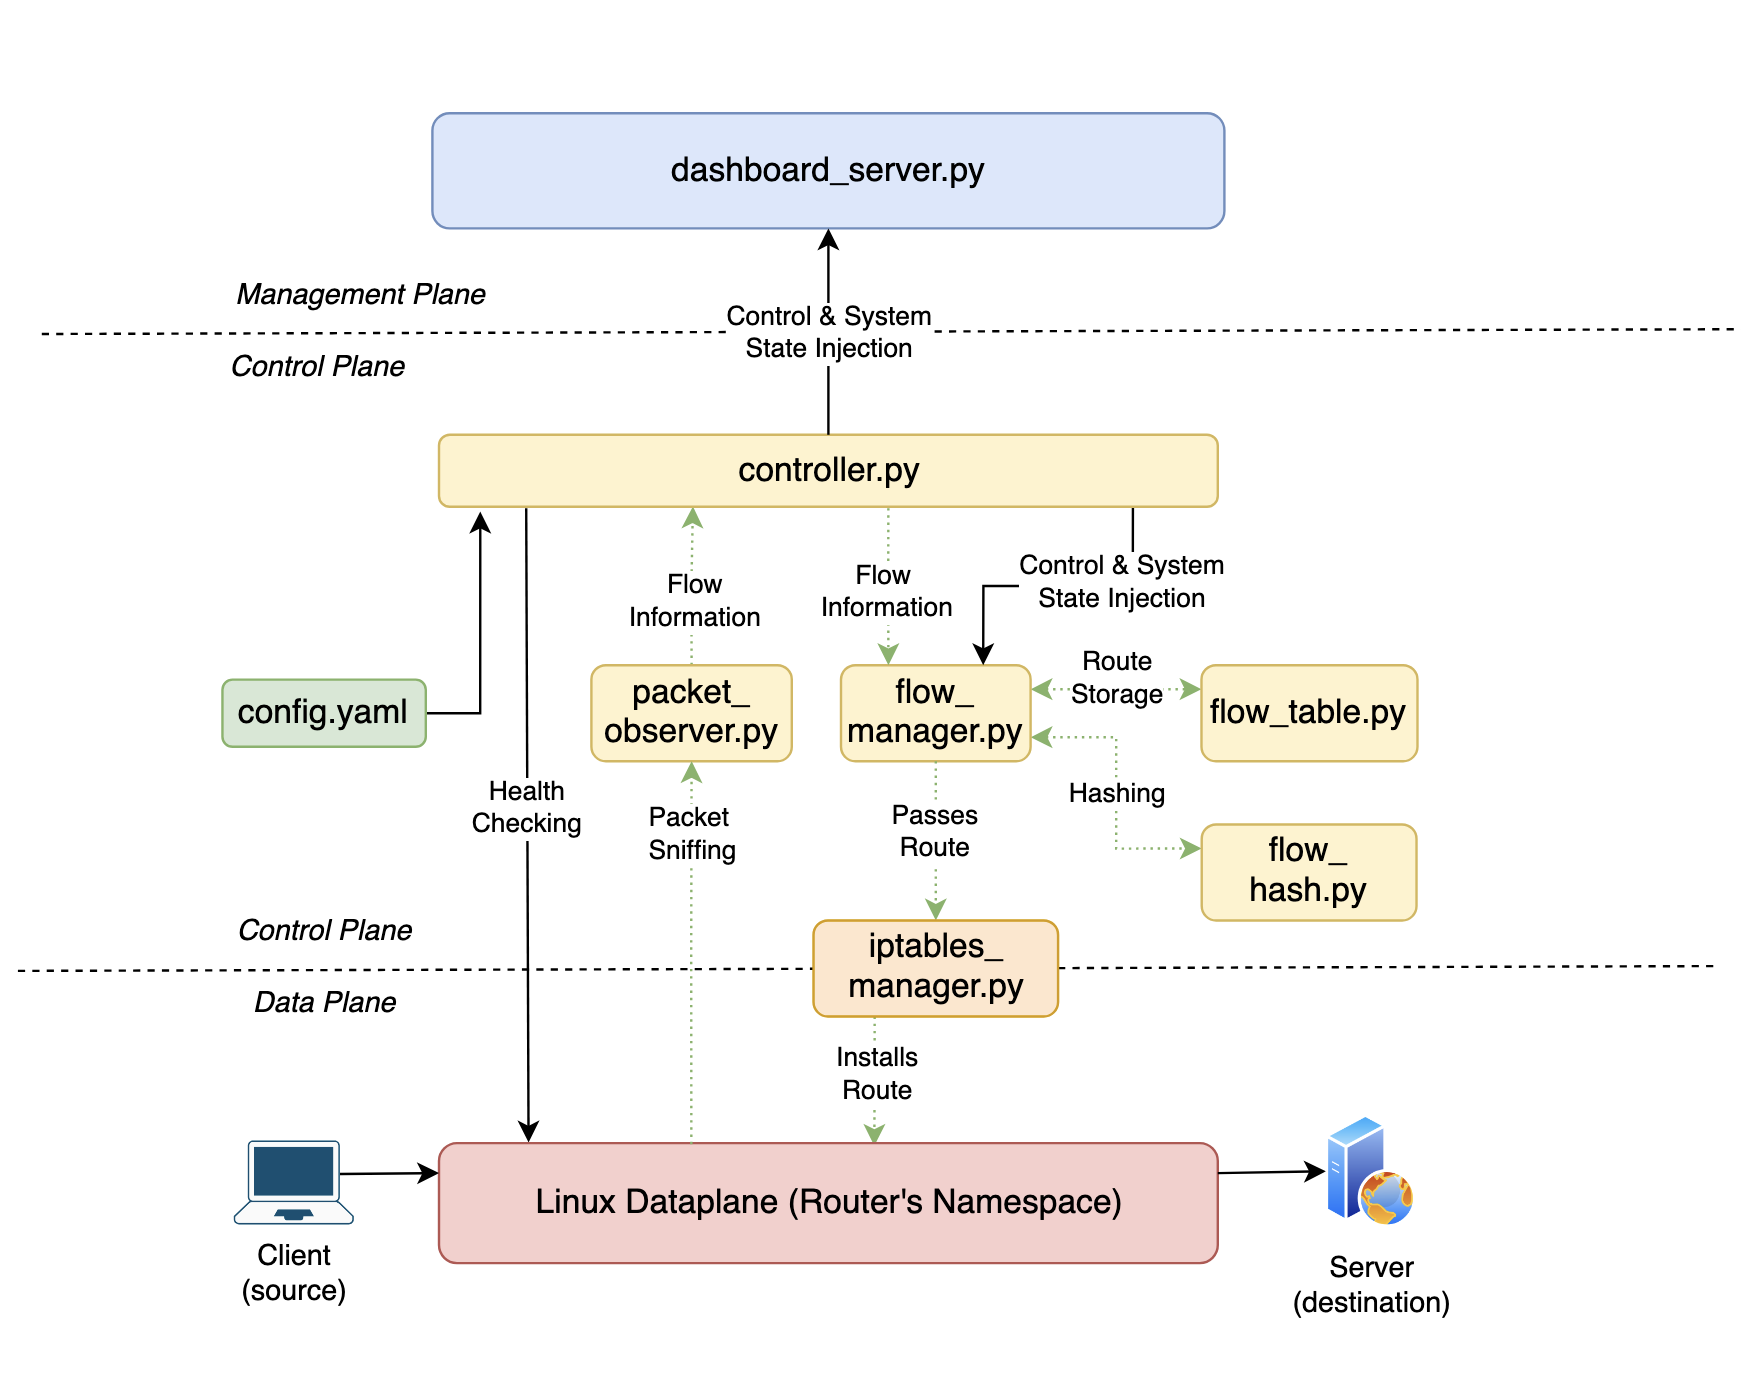 dashboard_server.py
Management Plane
Control & System
State Injection
Control Plane
controller.py
Flow
Information
Flow
Information
Control & System
State Injection
config.yaml
packet_
observer.py
flow_
manager.py
Route
Storage
flow_table.py
Health
Checking
Packet
Sniffing
Passes
Route
Hashing
flow_
hash.py
Control Plane
iptables_
manager.py
Data Plane
Installs
Route
Linux Dataplane (Router's Namespace)
Client
(source)
Server
(destination)